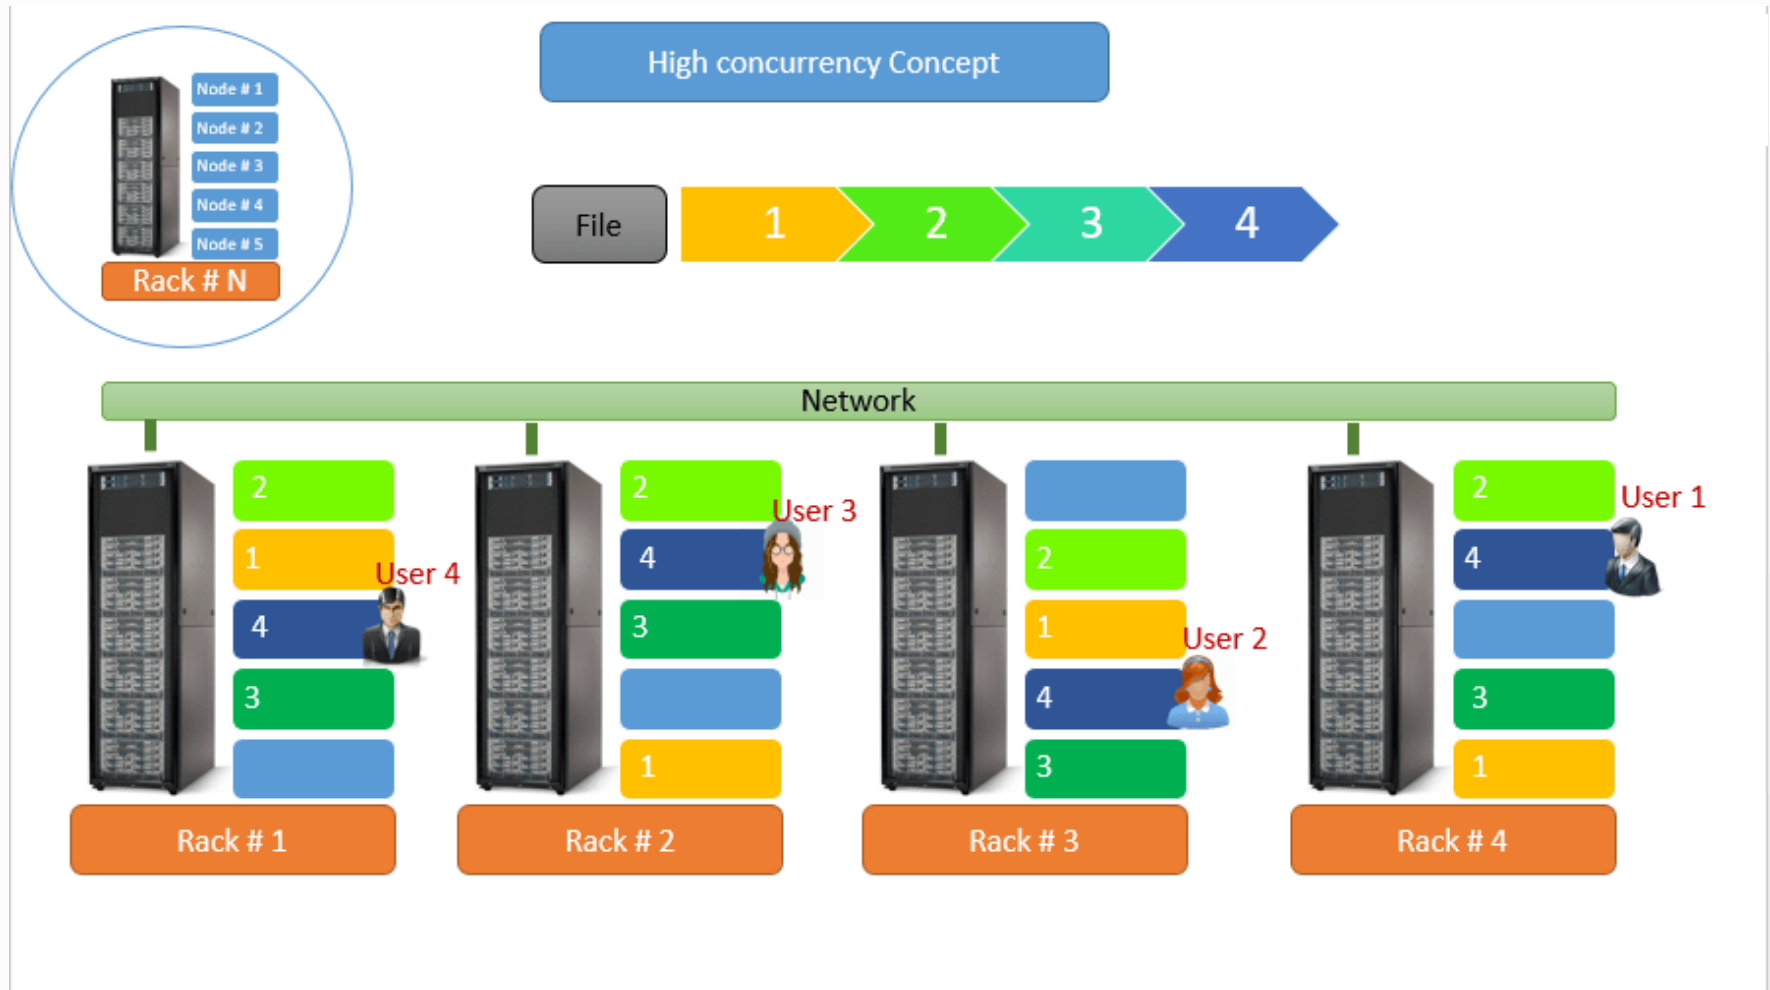 High concurrency Concept
Node # 1
Node # 2
Node # 3
Node # 4
Node # 5
Rack # N
File
1
2
3
4
Network
2
1
User 4
4
3
Rack # 1
2
User 3
4
3
1
Rack # 2
2
1
User 2
4
3
Rack # 3
2
User 1
4
3
1
Rack # 4